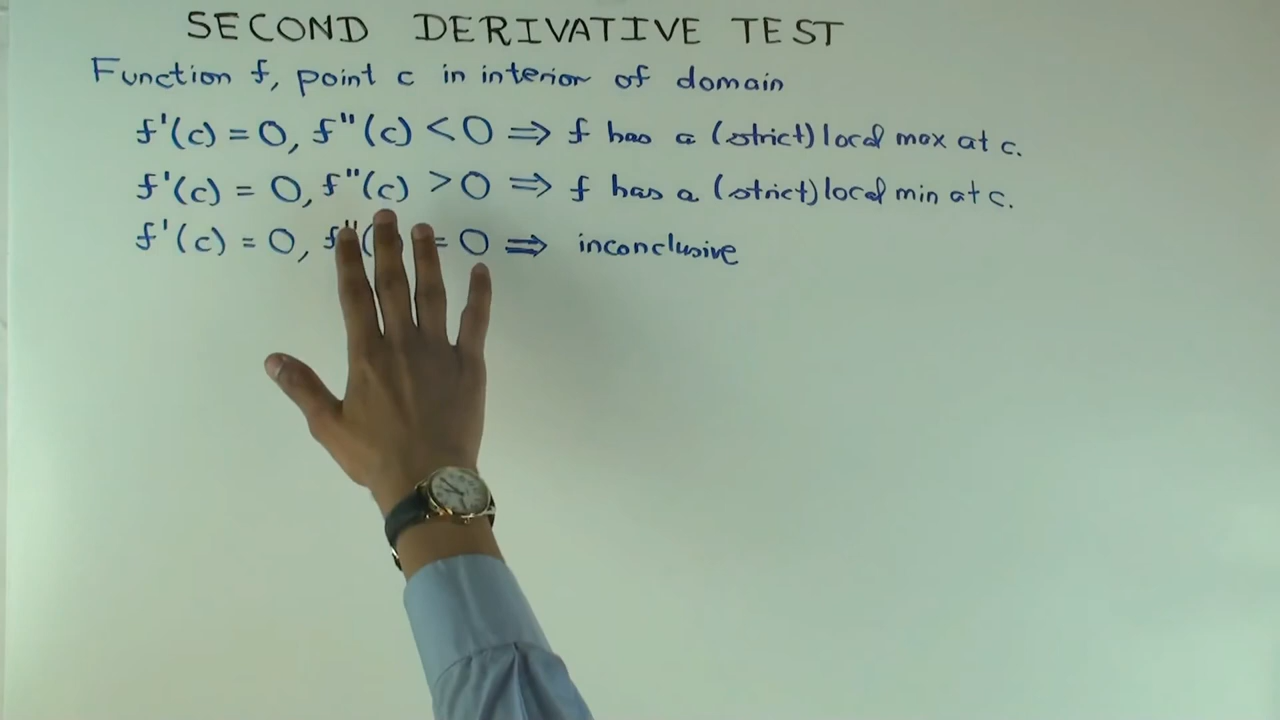 SECOND DERIVATIVE TEST
Function f, point c in interior of domain
f'(c) = 0, f"(c) < 0 ⇒ f has a (strict) local max at c.
f'(c) = 0, f"(c) > 0 ⇒ f has a (strict) local min at c.
f'(c) = 0, f"( = 0 ⇒ inconclusive